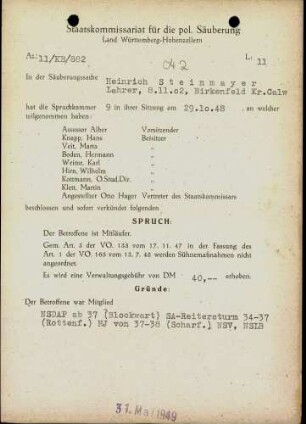 Staatskommissariat für die pol. Säuberung
Land Württemberg-Hohenzollern
Az: 11/KB/882
L: 11
042
In der Säuberungssache Heinrich Steinmayer
Lehrer, 8.11.02, Birkenfeld Kr.Calw
hat die Spruchkammer 9 in ihrer Sitzung am 29.10.48 an welcher
teilgenommen haben:
Assessor Alber Vorsitzender
Knapp, Hans Beisitzer
Veit, Marta "
Boden, Hermann "
Weimr, Karl "
Hirn, Wilhelm "
Kottmann, O.Stud.Dir. "
Klett, Martin "
Angestellter Otto Hager Vertreter des Staatskommissars
beschlossen und sofort verkündet folgenden
SPRUCH:
Der Betroffene ist Mitläufer.
Gem. Art. 3 der VO. 133 vom 17. 11. 47 in der Fassung des
Art. 1 der VO. 165 vom 13. 7. 48 werden Sühnemaßnahmen nicht
angeordnet.
Es wird eine Verwaltungsgebühr von DM 40,-- erhoben.
Gründe:
Der Betroffene war Mitglied
NSDAP ab 37 (Blockwart) SA-Reitersturm 34-37
(Rottenf.) HJ von 37-38 (Scharf.) NSV, NSLB
31. Mai 1949